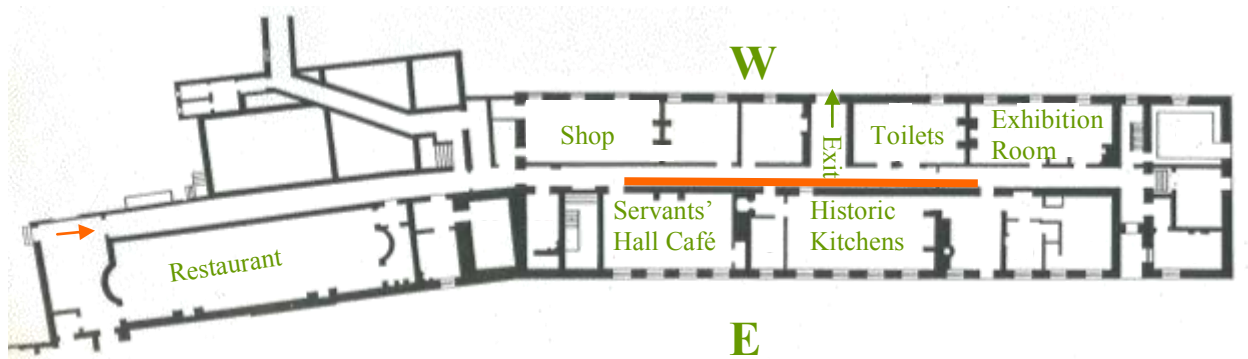 W
Shop
Exit
Toilets
Exhibition
Room
Servants’
Hall Café
Historic
Kitchens
Restaurant
E